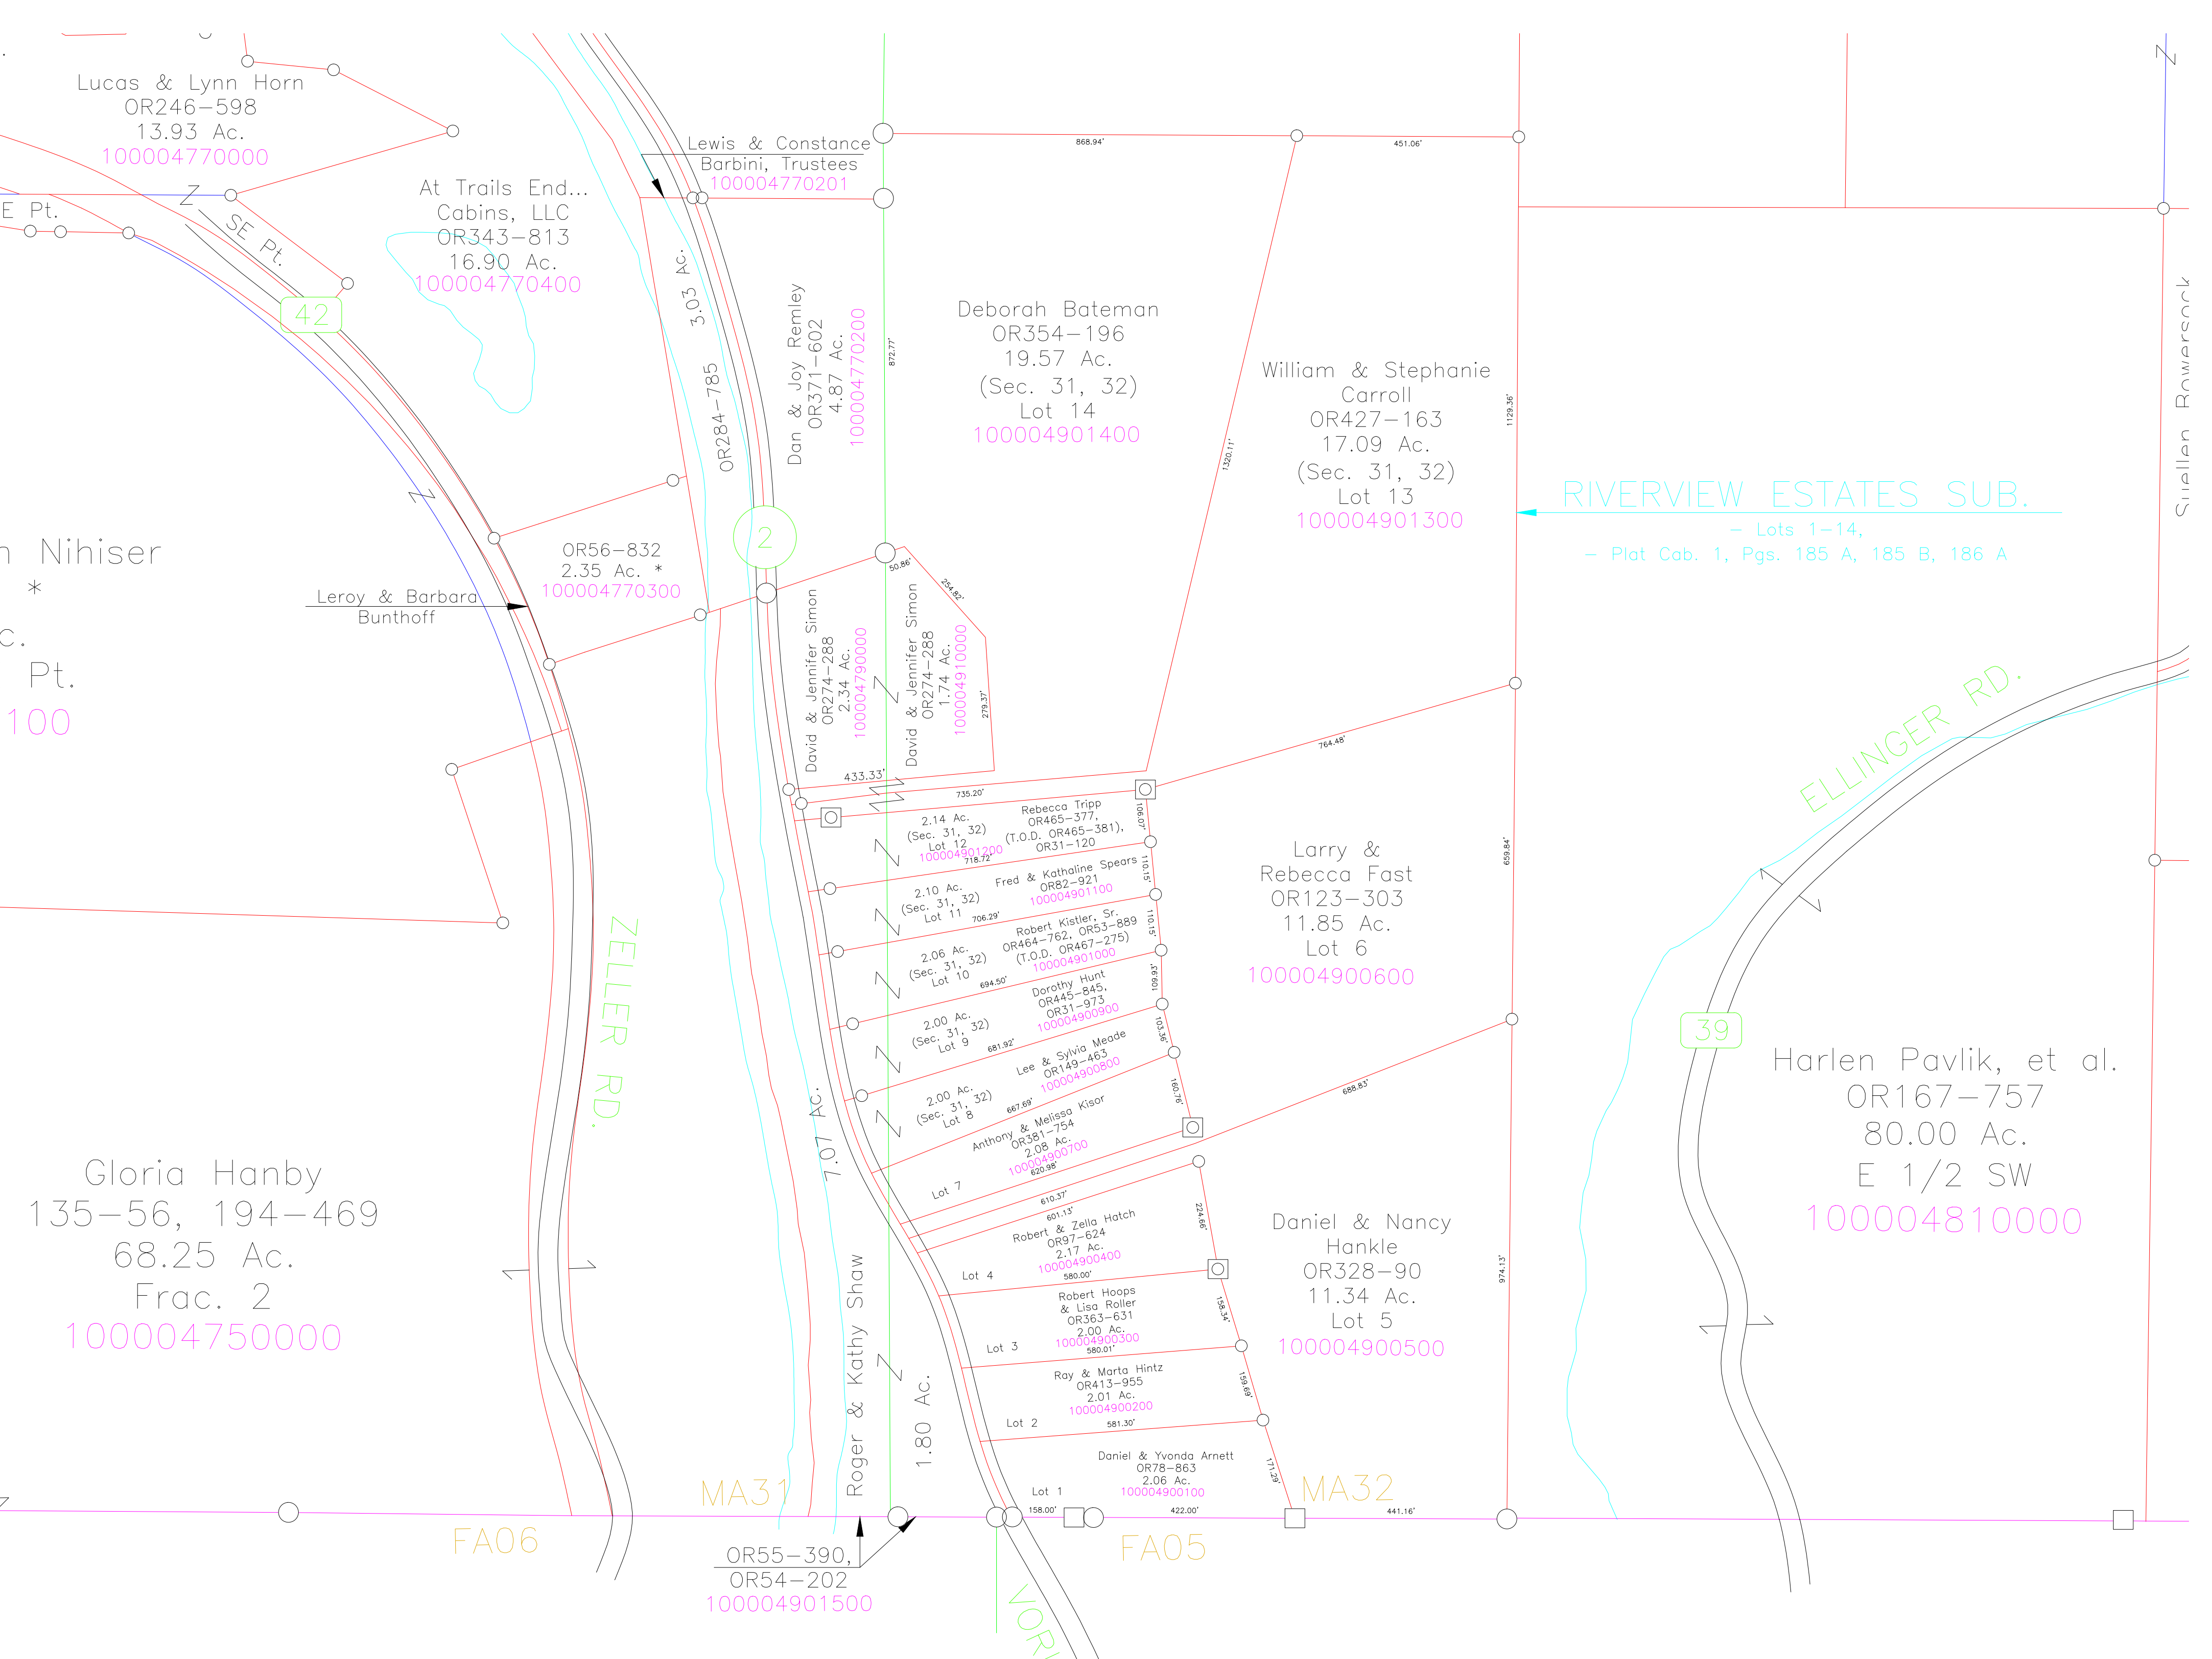 Lucas & Lynn Horn
OR246-598
13.93 Ac.
100004770000
E Pt.
SE Pt.
42
At Trails End...
Cabins, LLC
OR343-813
16.90 Ac.
100004770400
Lewis & Constance
Barbini, Trustees
100004770201
OR284-785 3.03 Ac.
Dan & Joy Remley
OR371-602
4.87 Ac.
100004770200
872.77'
868.94'
451.06'
Deborah Bateman
OR354-196
19.57 Ac.
(Sec. 31, 32)
Lot 14
100004901400
1320.11'
William & Stephanie
Carroll
OR427-163
17.09 Ac.
(Sec. 31, 32)
Lot 13
100004901300
1129.36'
RIVERVIEW ESTATES SUB.
- Lots 1-14,
- Plat Cab. 1, Pgs. 185 A, 185 B, 186 A
Suellen Bowersock
n Nihiser
*
c.
Pt.
100
OR56-832
2.35 Ac. *
100004770300
Leroy & Barbara
Bunthoff
2
50.86'
254.82'
279.37'
David & Jennifer Simon
OR274-288
2.34 Ac.
100004790000
David & Jennifer Simon
OR274-288
1.74 Ac.
100004910000
433.33'
735.20'
764.48'
2.14 Ac.
(Sec. 31, 32)
Lot 12
100004901200
Rebecca Tripp
OR465-377,
(T.O.D. OR465-381),
OR31-120
106.07'
718.72'
2.10 Ac.
(Sec. 31, 32)
Lot 11
Fred & Kathaline Spears
OR82-921
100004901100
110.15'
706.29'
2.06 Ac.
(Sec. 31, 32)
Lot 10
Robert Kistler, Sr.
OR464-762, OR53-889
(T.O.D. OR467-275)
100004901000
110.15'
694.50'
2.00 Ac.
(Sec. 31, 32)
Lot 9
Dorothy Hunt
OR445-845,
OR31-973
100004900900
109.93'
681.92'
2.00 Ac.
(Sec. 31, 32)
Lot 8
Lee & Sylvia Meade
OR149-463
100004900800
103.36'
667.69'
Anthony & Melissa Kisor
OR381-754
2.08 Ac.
100004900700
Lot 7
160.76'
620.98'
610.37'
688.83'
601.13'
Robert & Zella Hatch
OR97-624
2.17 Ac.
100004900400
Lot 4
224.66'
580.00'
Robert Hoops
& Lisa Roller
OR363-631
2.00 Ac.
100004900300
Lot 3
158.34'
580.01'
Ray & Marta Hintz
OR413-955
2.01 Ac.
100004900200
Lot 2
159.69'
581.30'
Daniel & Yvonda Arnett
OR78-863
2.06 Ac.
100004900100
Lot 1
171.29'
158.00'
422.00'
441.16'
Larry &
Rebecca Fast
OR123-303
11.85 Ac.
Lot 6
100004900600
659.84'
Daniel & Nancy
Hankle
OR328-90
11.34 Ac.
Lot 5
100004900500
974.13'
ELLINGER RD.
39
Harlen Pavlik, et al.
OR167-757
80.00 Ac.
E 1/2 SW
100004810000
ZELLER RD.
Gloria Hanby
135-56, 194-469
68.25 Ac.
Frac. 2
100004750000
7.07 Ac.
Roger & Kathy Shaw
1.80 Ac.
MA31
MA32
FA06
FA05
OR55-390,
OR54-202
100004901500
VORI